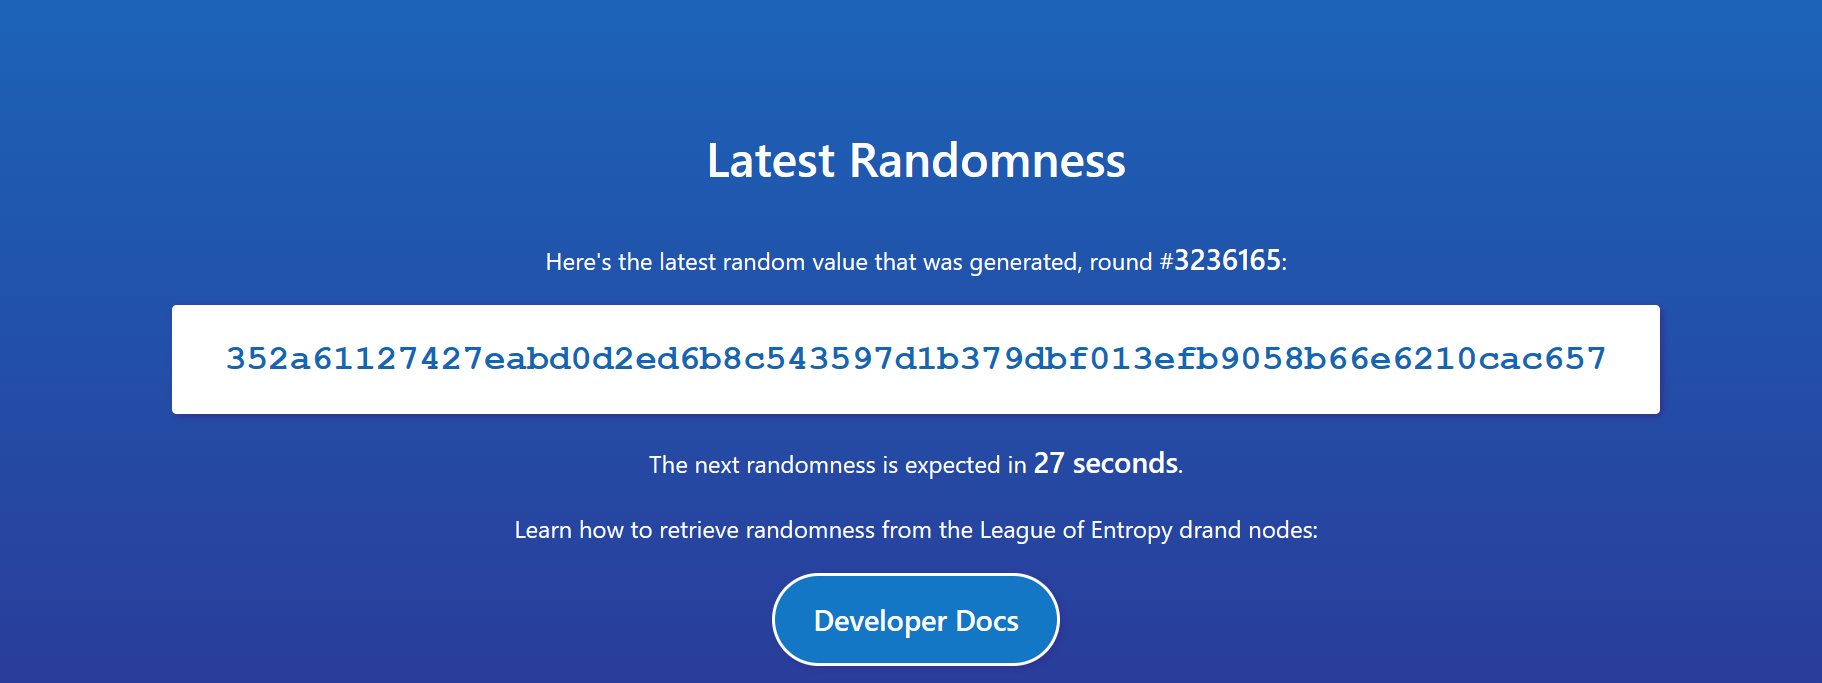 Latest Randomness
Here's the latest random value that was generated, round #3236165:
352a61127427eabd0d2ed6b8c543597d1b379dbf013efb9058b66e6210cac657
The next randomness is expected in 27 seconds.
Learn how to retrieve randomness from the League of Entropy drand nodes:
Developer Docs